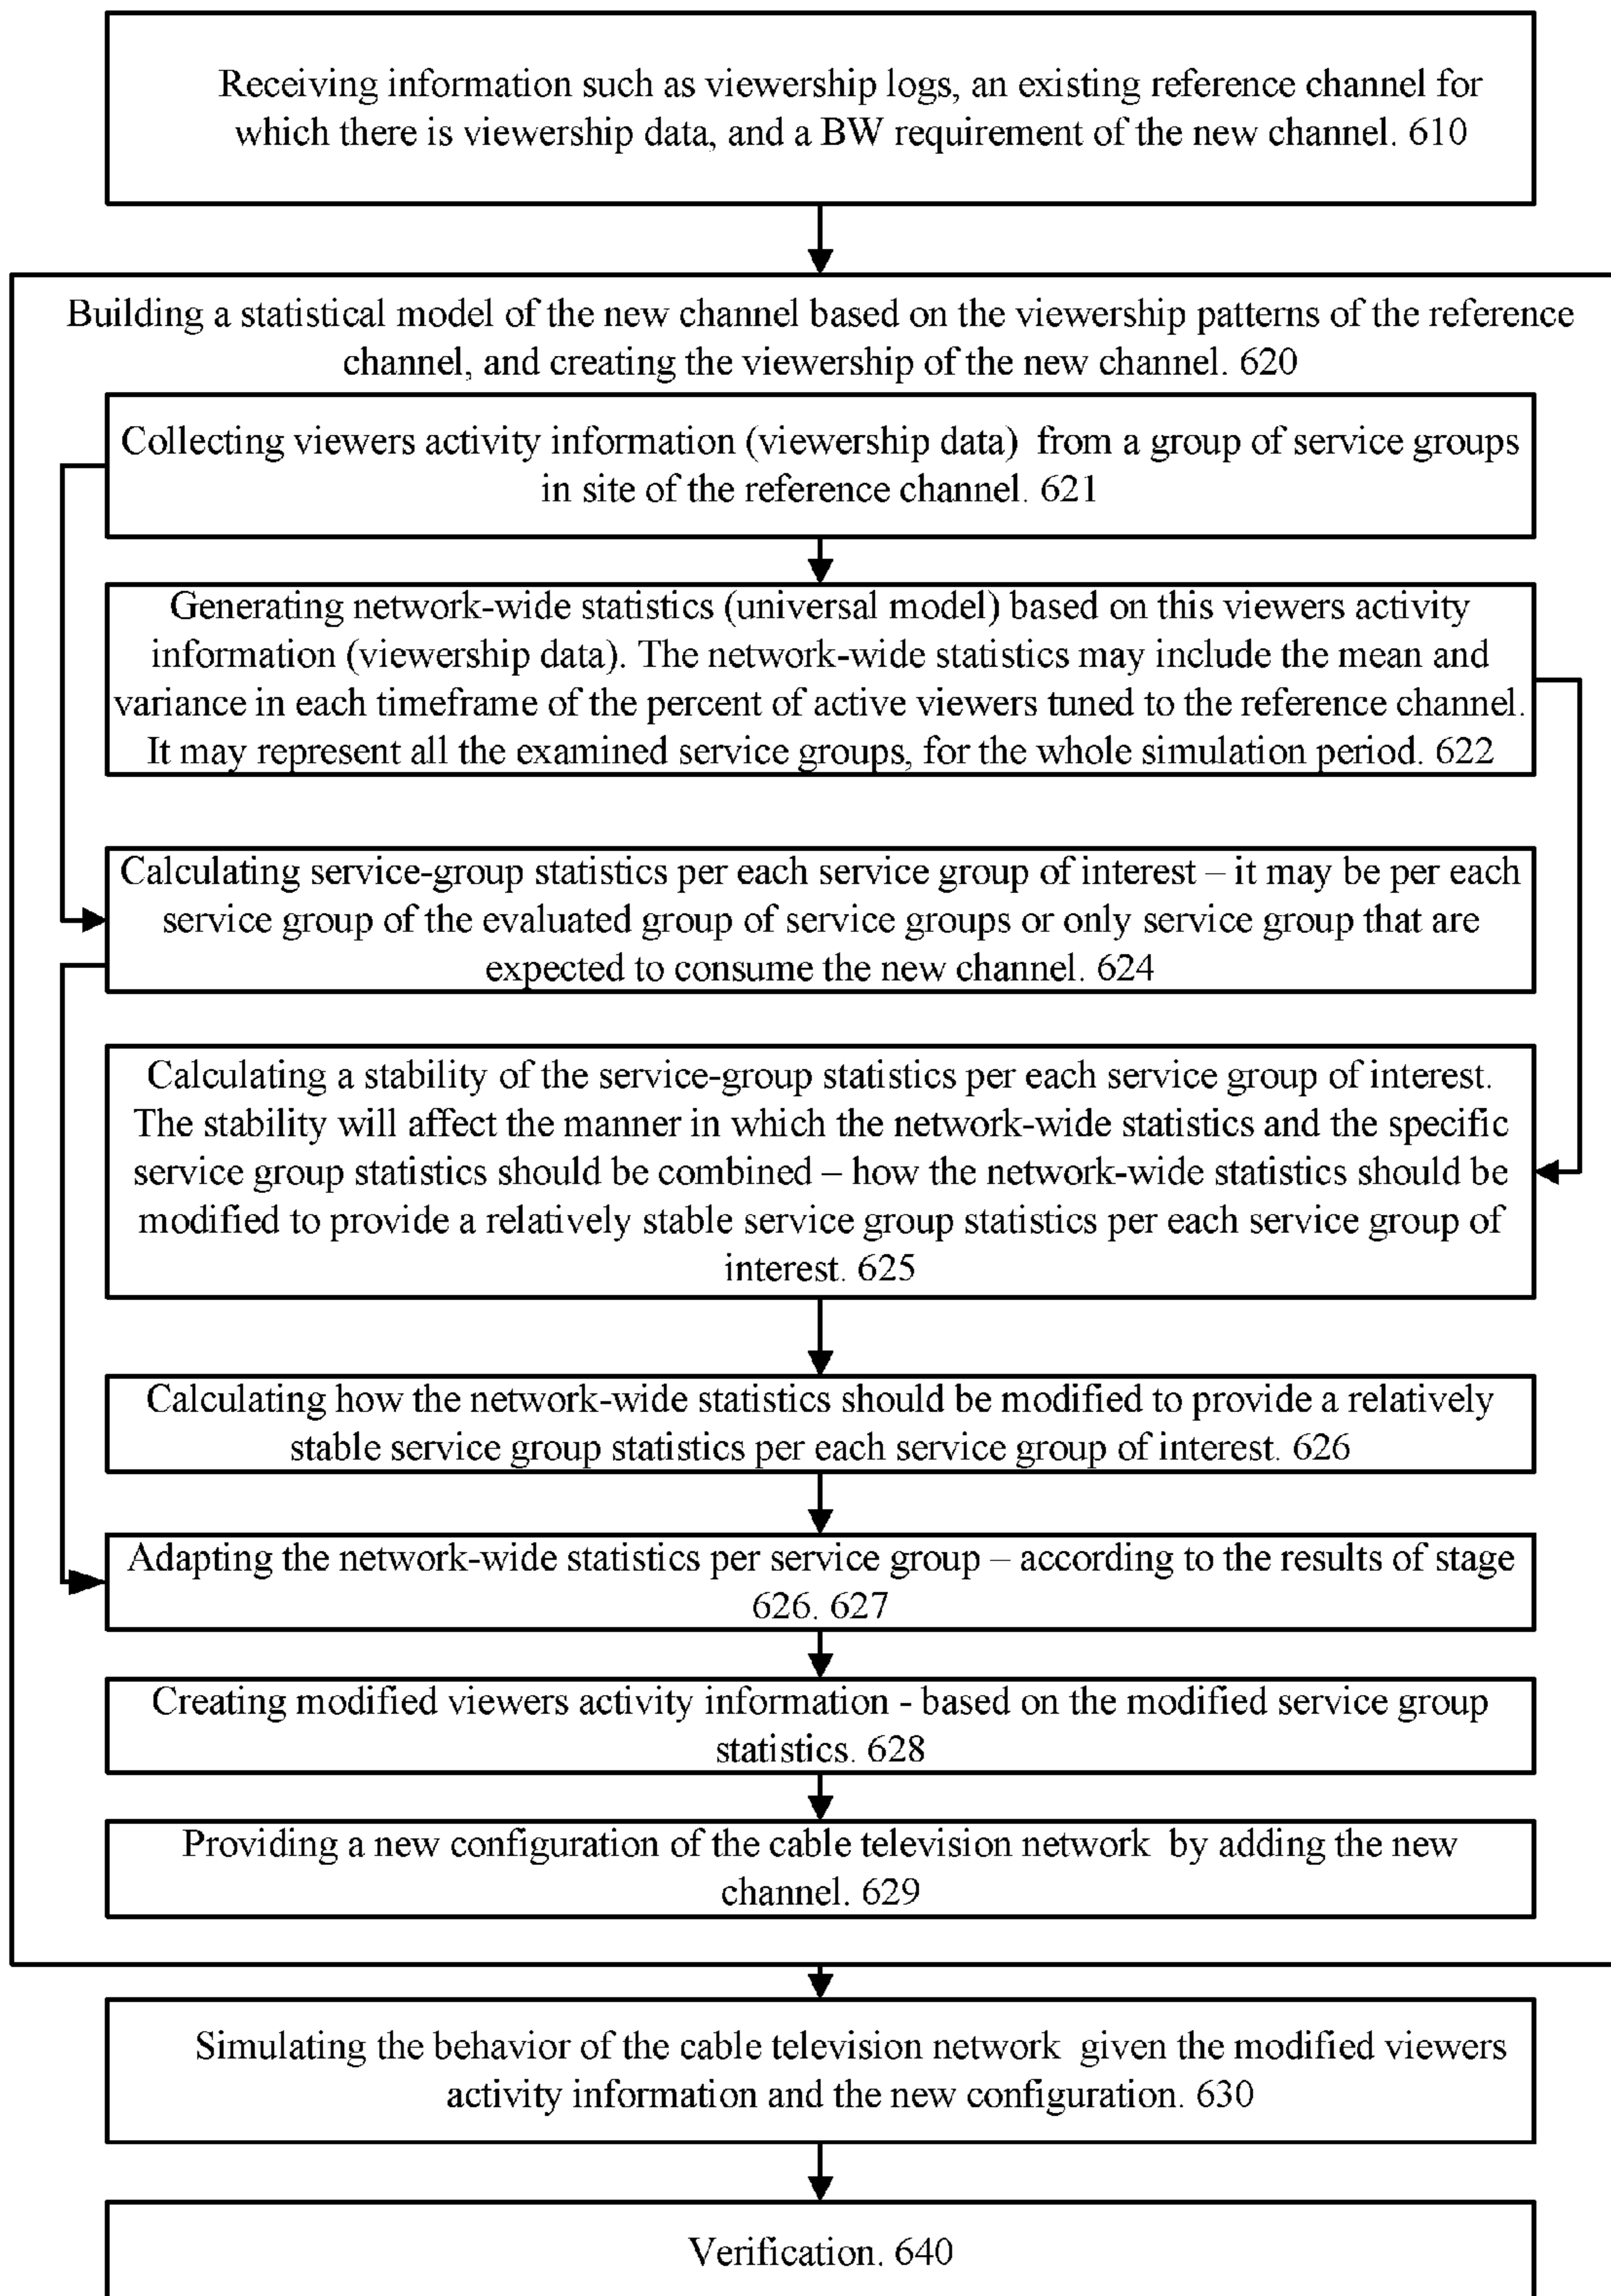 Receiving information such as viewership logs, an existing reference channel for
which there is viewership data, and a BW requirement of the new channel. 610
Building a statistical model of the new channel based on the viewership patterns of the reference
channel, and creating the viewership of the new channel. 620
Collecting viewers activity information (viewership data) from a group of service groups
in site of the reference channel. 621
Generating network-wide statistics (universal model) based on this viewers activity
information (viewership data). The network-wide statistics may include the mean and
variance in each timeframe of the percent of active viewers tuned to the reference channel.
It may represent all the examined service groups, for the whole simulation period. 622
Calculating service-group statistics per each service group of interest – it may be per each
service group of the evaluated group of service groups or only service group that are
expected to consume the new channel. 624
Calculating a stability of the service-group statistics per each service group of interest.
The stability will affect the manner in which the network-wide statistics and the specific
service group statistics should be combined – how the network-wide statistics should be
modified to provide a relatively stable service group statistics per each service group of
interest. 625
Calculating how the network-wide statistics should be modified to provide a relatively
stable service group statistics per each service group of interest. 626
Adapting the network-wide statistics per service group – according to the results of stage
626. 627
Creating modified viewers activity information - based on the modified service group
statistics. 628
Providing a new configuration of the cable television network by adding the new
channel. 629
Simulating the behavior of the cable television network given the modified viewers
activity information and the new configuration. 630
Verification. 640